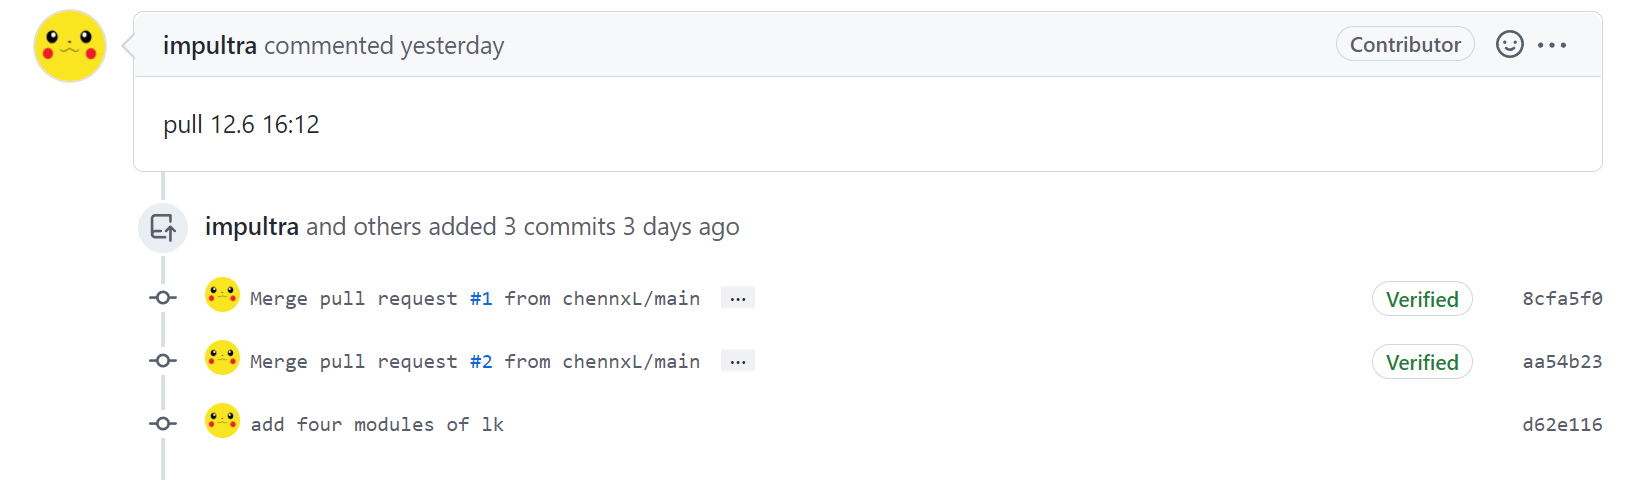 impultra commented yesterday Contributor
pull 12.6 16:12
impultra and others added 3 commits 3 days ago
Merge pull request #1 from chennxL/main ... Verified 8cfa5f0
Merge pull request #2 from chennxL/main ... Verified aa54b23
add four modules of lk d62e116